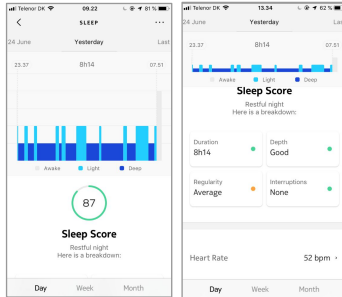 Telenor DK 09.22 81 %
SLEEP
24 June Yesterday Last
23.37 8h14 07.51
Awake Light Deep
87
Sleep Score
Restful night
Here is a breakdown:
Day Week Month
Telenor DK 13.34 62 %
24 June Yesterday
23.37 8h14 07.51
Awake Light Deep
Sleep Score
Restful night
Here is a breakdown:
Duration
8h14
Depth
Good
Regularity
Average
Interruptions
None
Heart Rate 52 bpm
Day Week Month